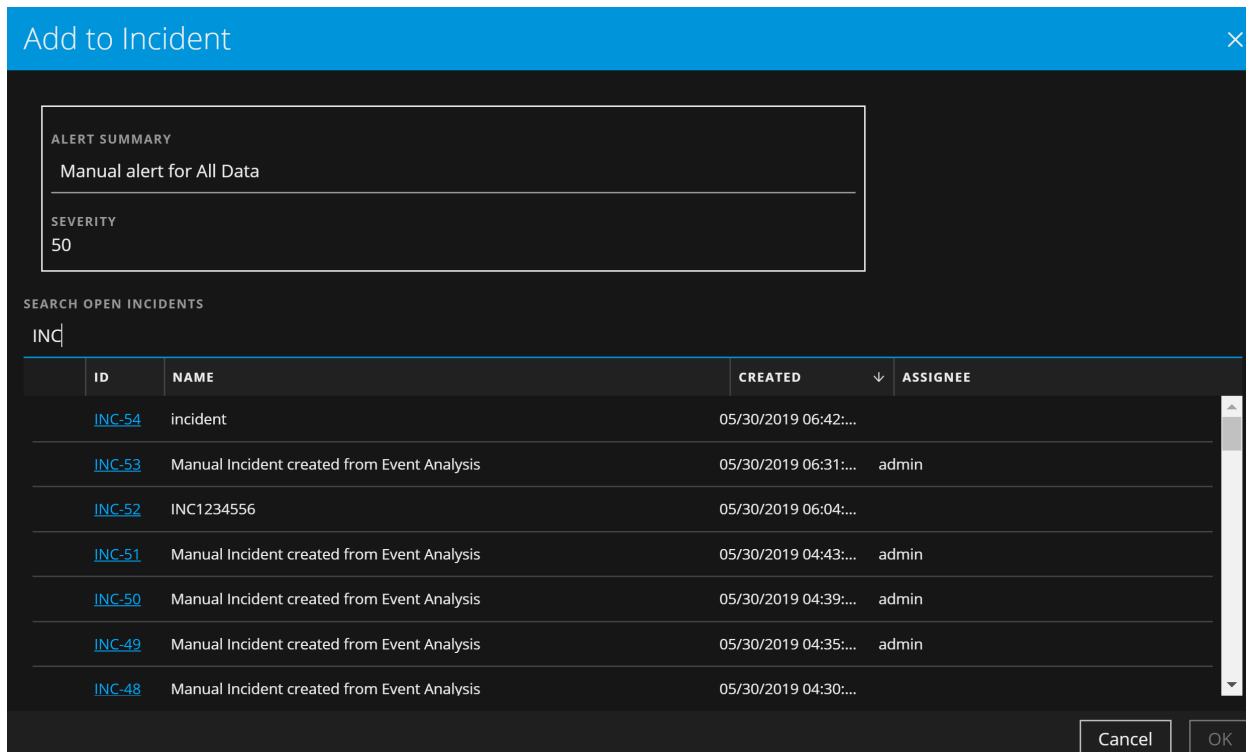 Add to Incident
ALERT SUMMARY
Manual alert for All Data
SEVERITY
50
SEARCH OPEN INCIDENTS
INC
ID NAME CREATED ASSIGNEE
INC-54 incident 05/30/2019 06:42:...
INC-53 Manual Incident created from Event Analysis 05/30/2019 06:31:... admin
INC-52 INC1234556 05/30/2019 06:04:...
INC-51 Manual Incident created from Event Analysis 05/30/2019 04:43:... admin
INC-50 Manual Incident created from Event Analysis 05/30/2019 04:39:... admin
INC-49 Manual Incident created from Event Analysis 05/30/2019 04:35:... admin
INC-48 Manual Incident created from Event Analysis 05/30/2019 04:30:...
Cancel OK